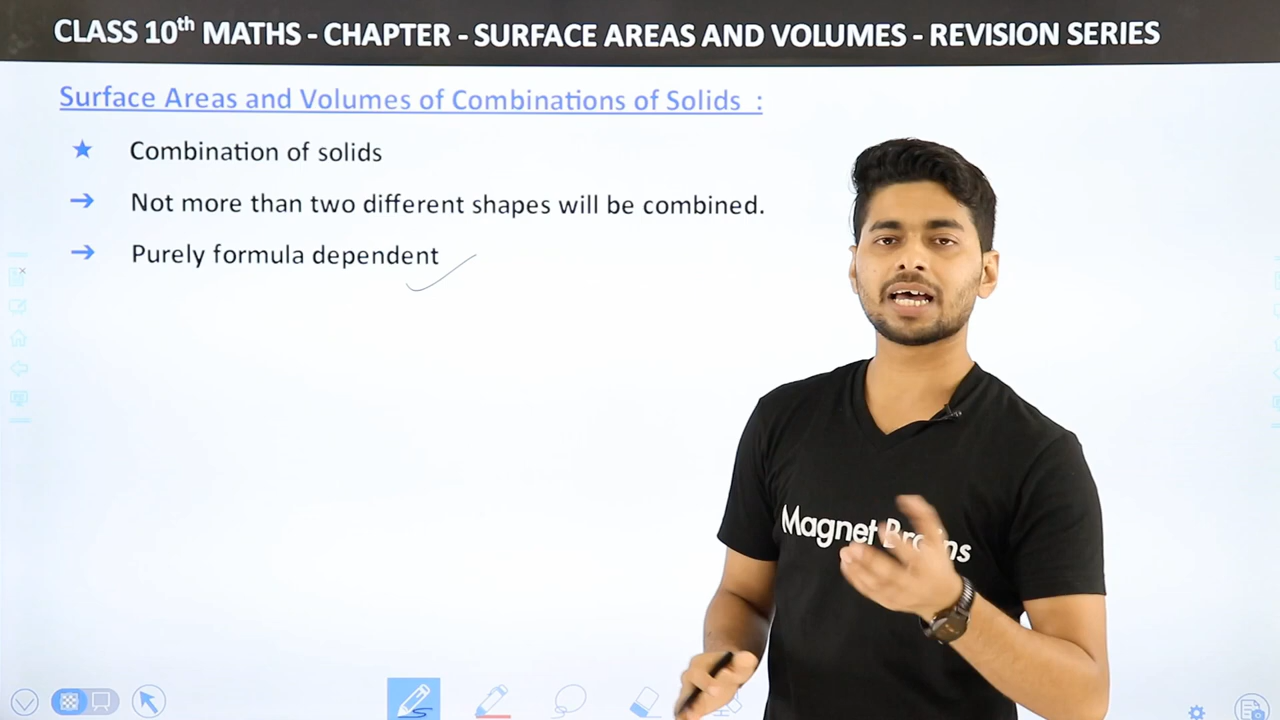 CLASS 10th MATHS - CHAPTER - SURFACE AREAS AND VOLUMES - REVISION SERIES
Surface Areas and Volumes of Combinations of Solids :
Combination of solids
Not more than two different shapes will be combined.
Purely formula dependent
Magnet Brains